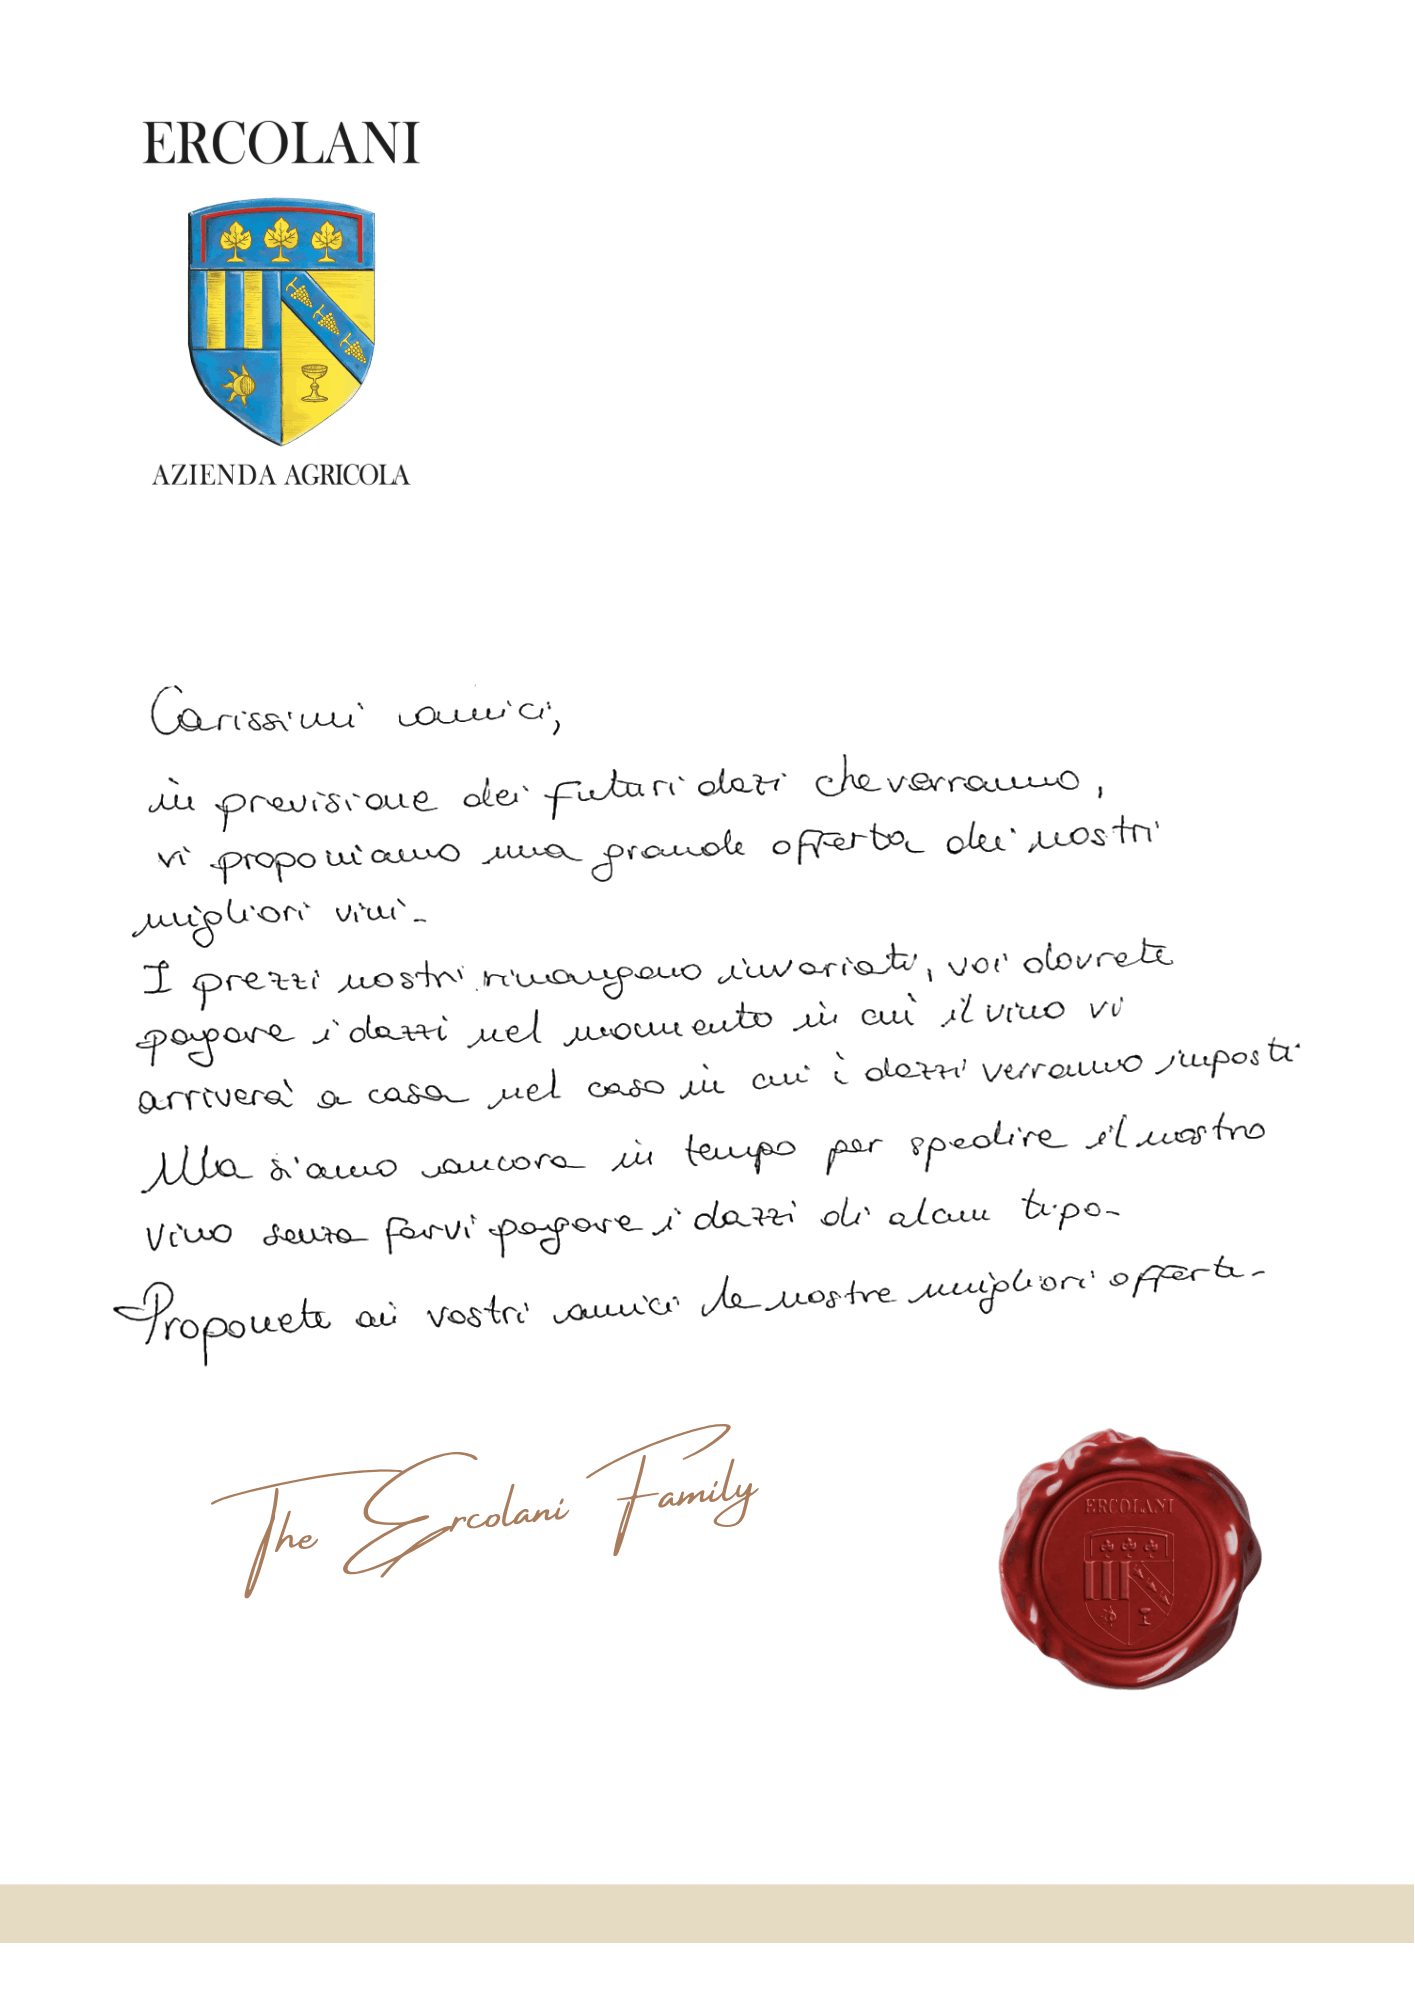 ERCOLANI
AZIENDA AGRICOLA
Carissimi amici,
in previsione dei futuri dazi che verranno,
vi proponiamo una grande offerta dei nostri
migliori vini.
I prezzi nostri rimangono invariati, voi dovrete
pagare i dazzi nel momento in cui il vino vi
arriverà a casa nel caso in cui i dazzi verranno imposti
Ma siamo ancora in tempo per spedire il nostro
vino senza farvi pagare i dazzi di alcun tipo.
Proponete ai vostri amici le nostre migliori offerte.
The Ercolani Family
ERCOLANI